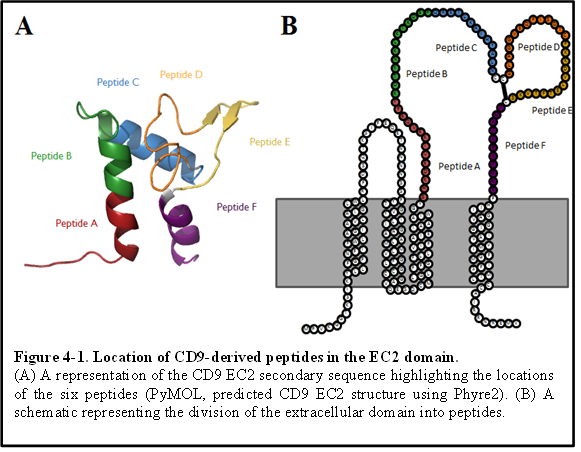 A
Peptide D
Peptide C
Peptide B
Peptide E
Peptide A
Peptide F
B
Peptide C
Peptide D
Peptide B
Peptide E
Peptide F
Peptide A
Figure 4-1. Location of CD9-derived peptides in the EC2 domain.
(A) A representation of the CD9 EC2 secondary sequence highlighting the locations
of the six peptides (PyMOL, predicted CD9 EC2 structure using Phyre2). (B) A
schematic representing the division of the extracellular domain into peptides.